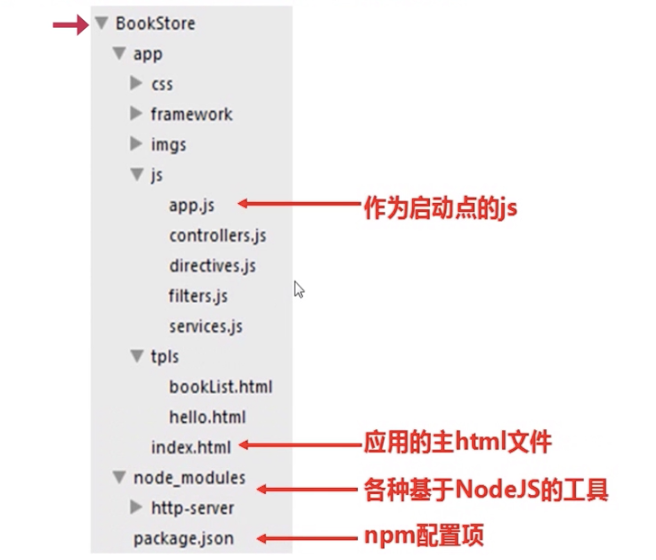 BookStore
app
css
framework
imgs
js
app.js 作为启动点的js
controllers.js
directives.js
filters.js
services.js
tpls
bookList.html
hello.html
index.html 应用的主html文件
node_modules 各种基于NodeJS的工具
http-server
package.json npm配置项